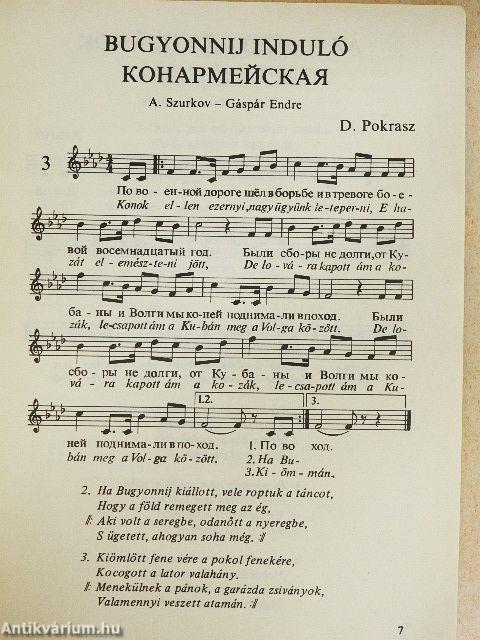 BUGYONNIJ INDULÓ
КОНАРМЕЙСКАЯ
A. Szurkov – Gáspár Endre
D. Pokrasz
3
По во - ен-ной дороге шёл в борьбе и в тревоге бо-е-
Konok el - len ezernyi, nagy ügyünk le-teperni, E ha-
вой восемнадцатый год. Были сбо-ры не долги, от Ку-
zát el-emész-te-ni jött, De lo-vá-ra kapott ám a ko-
ба-ны и Волги мы ко-ней поднима-ли в поход. Были
zák, le-csapott ám a Ku-bán meg a Vol-ga kö-zött. De lo-
сбо-ры не долги, от Ку-ба-ны и Волги мы ко-
vá-ra kapott ám a ko-zák, le-csa-pott ám a Ku-
1.2. 3.
ней поднима-ли в по-ход. 1. По во ход.
bán meg a Vol-ga kö-zött. 2. Ha Bu-
3. Ki-öm-mán.
2. Ha Bugyonnij kiállott, vele roptuk a táncot,
Hogy a föld remegett meg az ég,
𝄆 Aki volt a seregbe, odanőtt a nyeregbe,
S ügetett, ahogyan soha még. 𝄇
3. Kiömlött fene vére a pokol fenekére,
Kocogott a lator valahány.
𝄆 Menekülnek a pánok, a garázda zsiványok,
Valamennyi veszett atamán. 𝄇
Antikvárium.hu
7